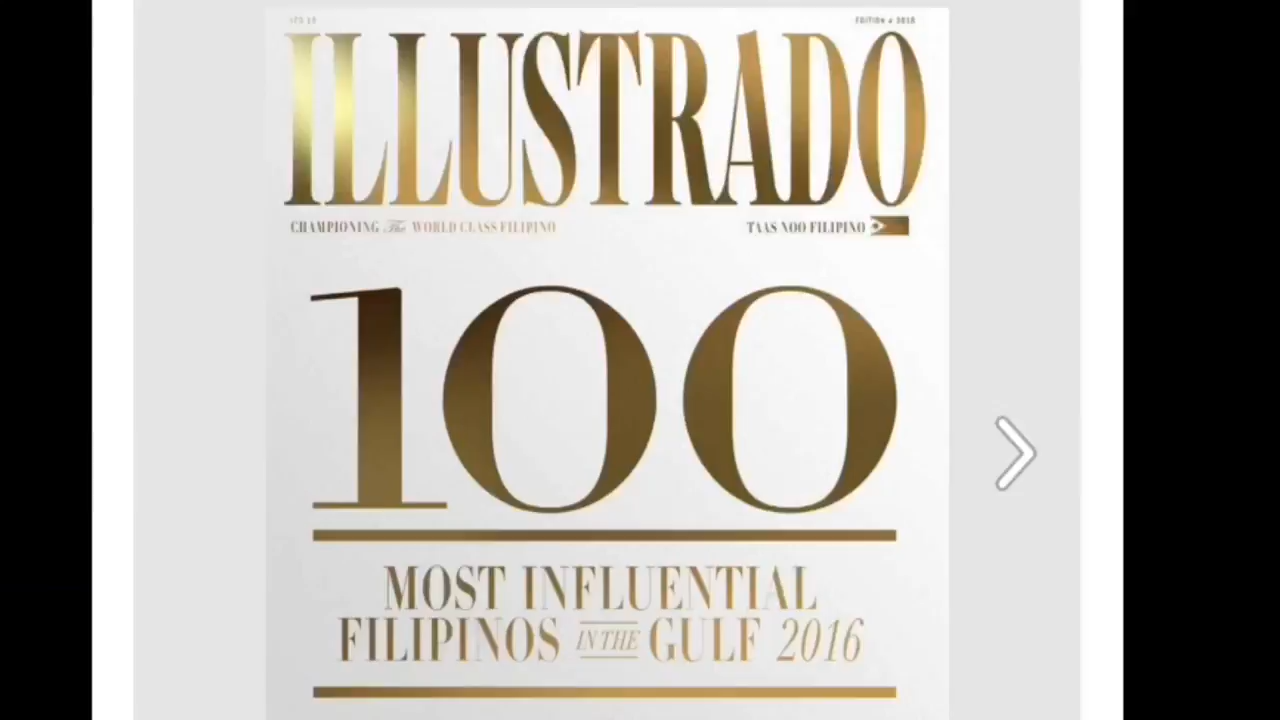 ILLUSTRADO
CHAMPIONING The WORLD CLASS FILIPINO
TAAS NOO FILIPINO
100
MOST INFLUENTIAL
FILIPINOS IN THE GULF 2016